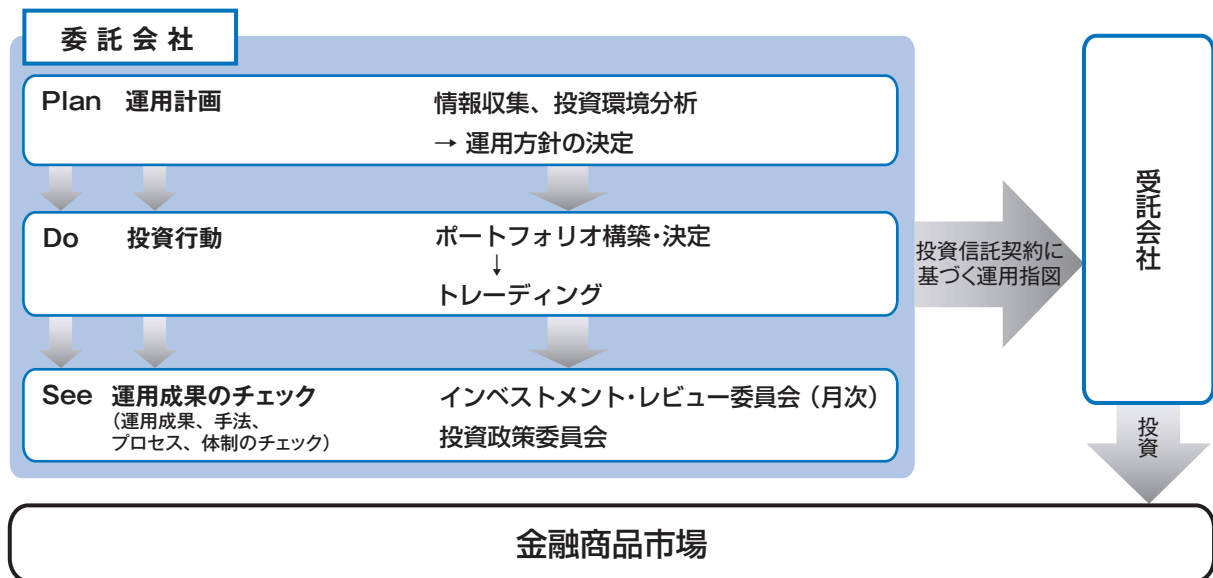 委託会社
Plan 運用計画 情報収集、投資環境分析
→ 運用方針の決定
Do 投資行動 ポートフォリオ構築・決定
↓
トレーディング
See 運用成果のチェック インベストメント・レビュー委員会（月次）
（運用成果、手法、
プロセス、体制のチェック）
投資政策委員会
投資信託契約に
基づく運用指図
受託会社
投資
金融商品市場